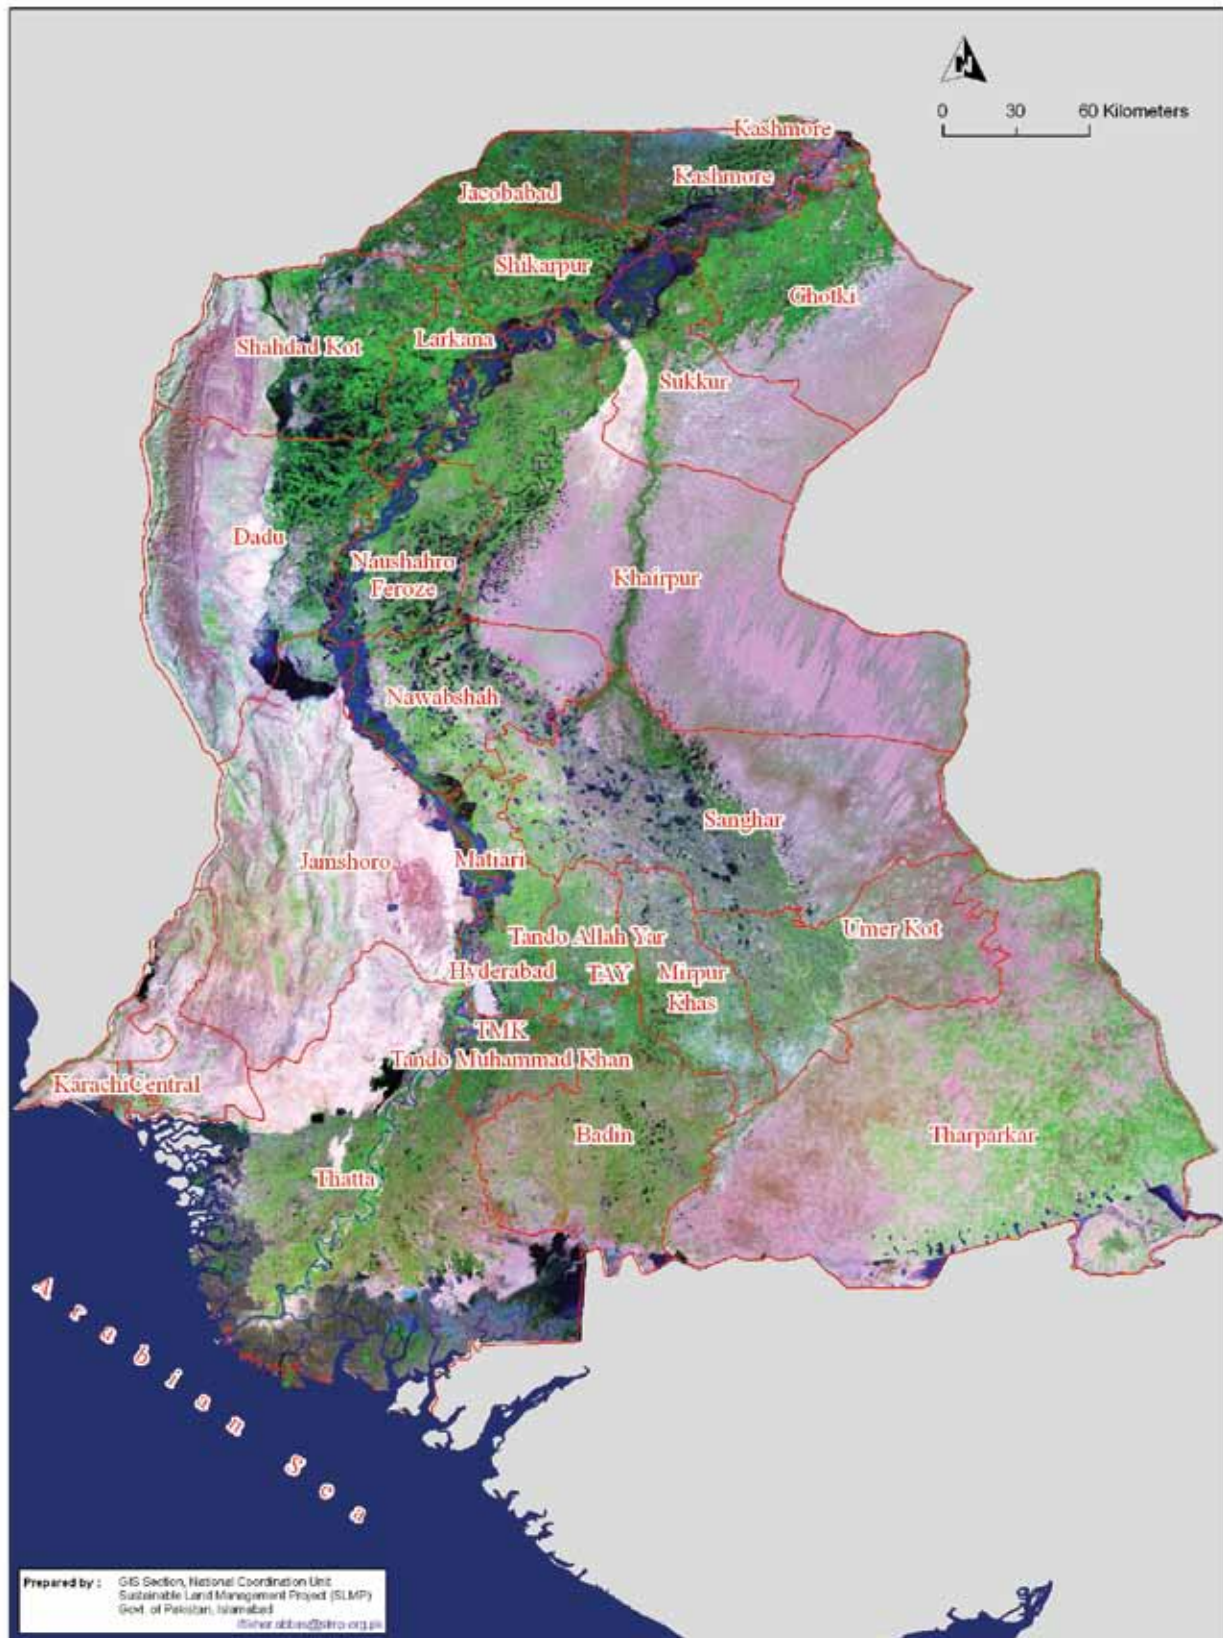 N
0 30 60 Kilometers
Kashmore
Kashmore
Jacobabad
Shikarpur
Ghotki
Larkana
Shahdad Kot
Sukkur
Dadu
Naushahro
Feroze
Khairpur
Nawabshah
Sanghar
Jamshoro
Matiari
Umer Kot
Tando Allah Yar
Hyderabad
TAY
Mirpur
Khas
TMK
Tando Muhammad Khan
KarachiCentral
Badin
Tharparkar
Thatta
Arabian Sea
Prepared by : GIS Section, National Coordination Unit
Sustainable Land Management Project (SLMP)
Govt. of Pakistan, Islamabad